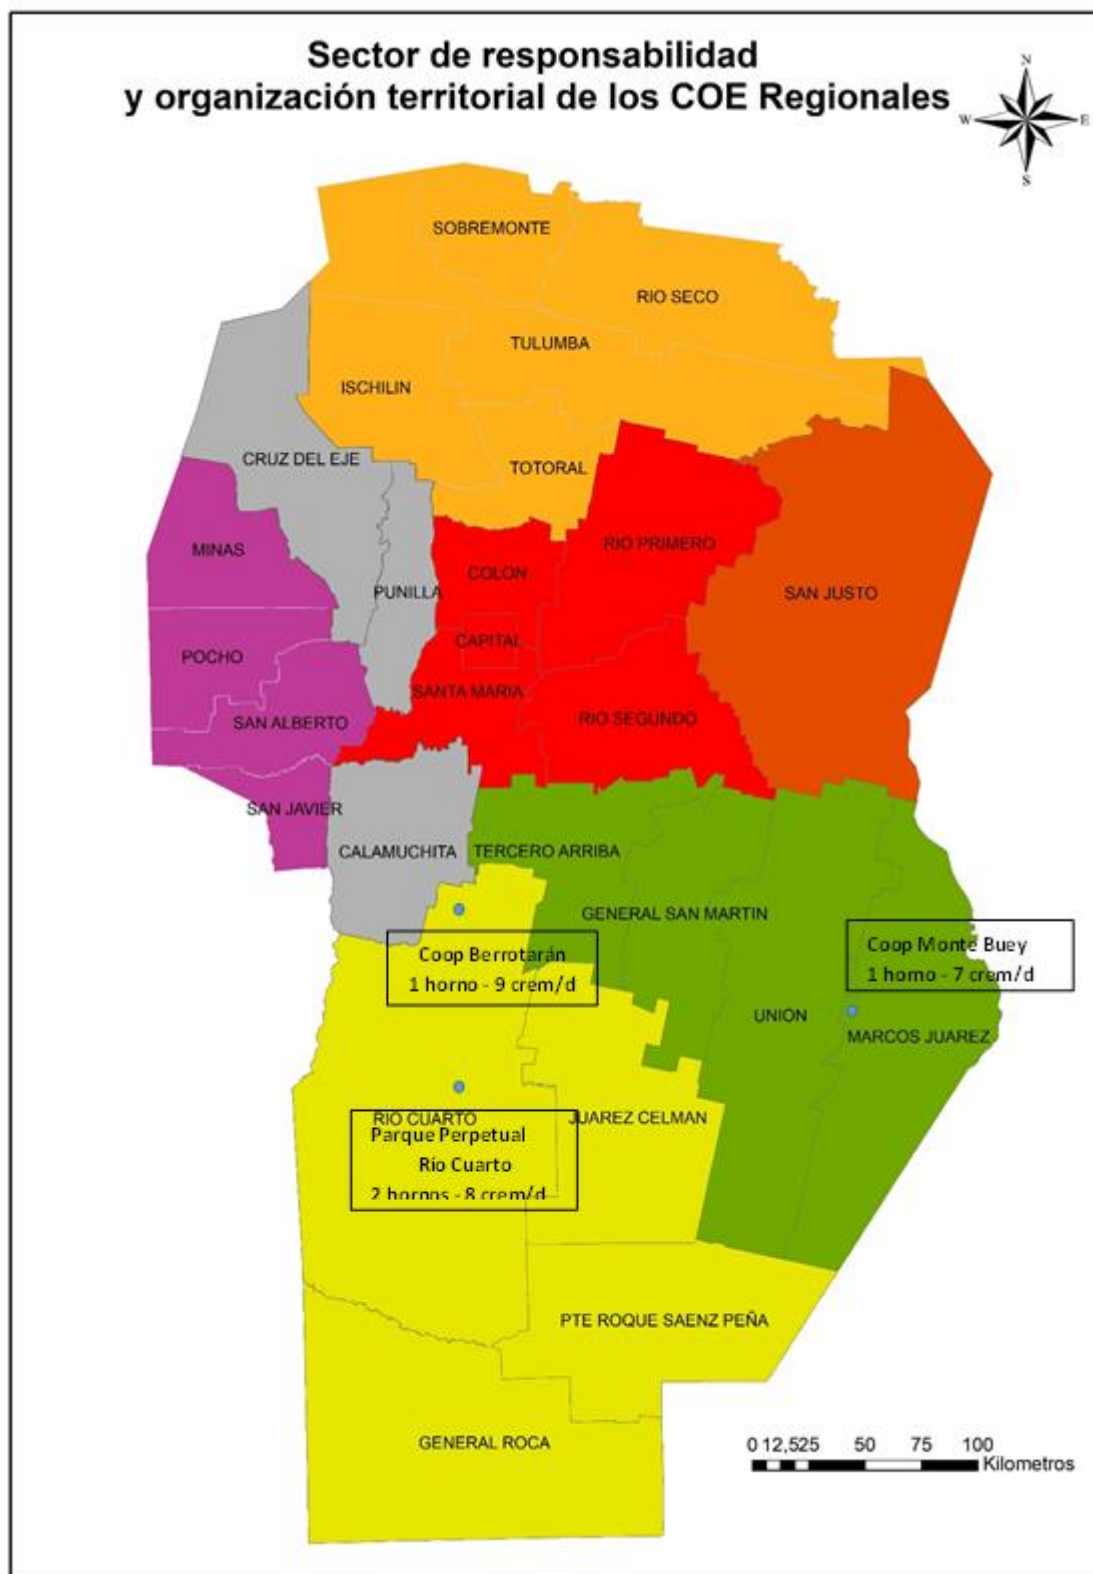 Sector de responsabilidad
y organización territorial de los COE Regionales
N
W
E
S
SOBREMONTE
RIO SECO
TULUMBA
ISCHILIN
CRUZ DEL EJE
TOTORAL
MINAS
RIO PRIMERO
COLON
PUNILLA
SAN JUSTO
CAPITAL
POCHO
SANTA MARIA
SAN ALBERTO
RIO SEGUNDO
SAN JAVIER
CALAMUCHITA
TERCERO ARRIBA
GENERAL SAN MARTIN
Coop Berrotarán
1 horno - 9 crem/d
Coop Monte Buey
1 horno - 7 crem/d
UNION
MARCOS JUAREZ
RIO CUARTO
JUAREZ CELMAN
Parque Perpetual
Río Cuarto
2 hornos - 8 crem/d
PTE ROQUE SAENZ PEÑA
GENERAL ROCA
0 12,525 50 75 100
Kilometros